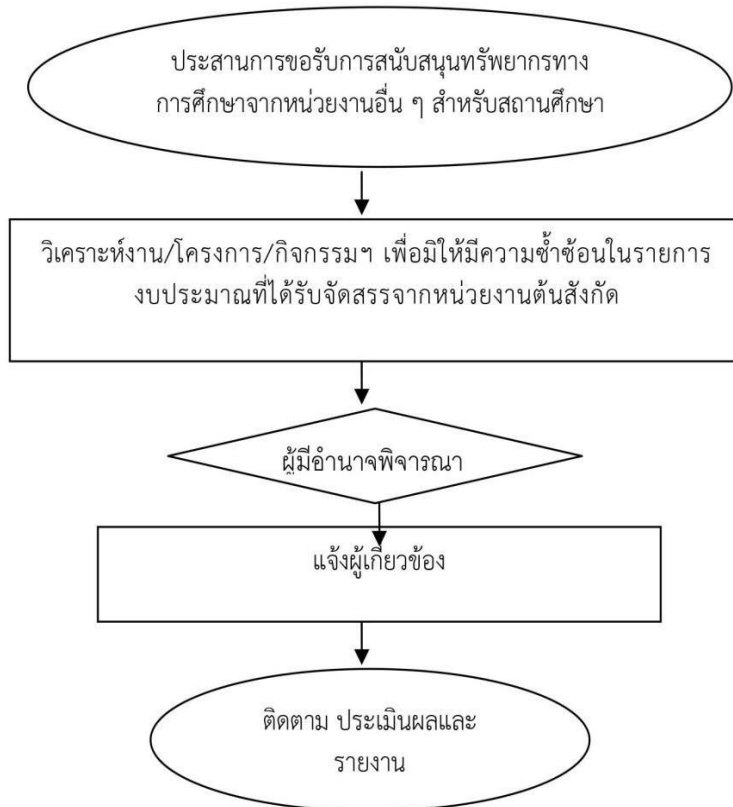 ประสานการขอรับการสนับสนุนทรัพยากรทาง
การศึกษาจากหน่วยงานอื่น ๆ สำหรับสถานศึกษา
วิเคราะห์งาน/โครงการ/กิจกรรมฯ เพื่อมิให้มีความซ้ำซ้อนในรายการ
งบประมาณที่ได้รับจัดสรรจากหน่วยงานต้นสังกัด
ผู้มีอำนาจพิจารณา
แจ้งผู้เกี่ยวข้อง
ติดตาม ประเมินผลและ
รายงาน